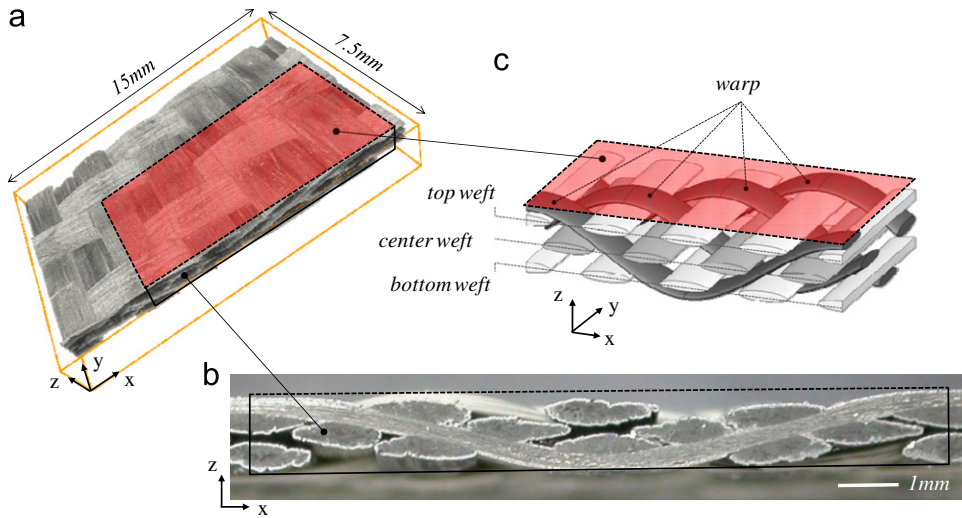 a
15mm
7.5mm
z
y
x
c
warp
top weft
center weft
bottom weft
z
y
x
b
z
x
1mm